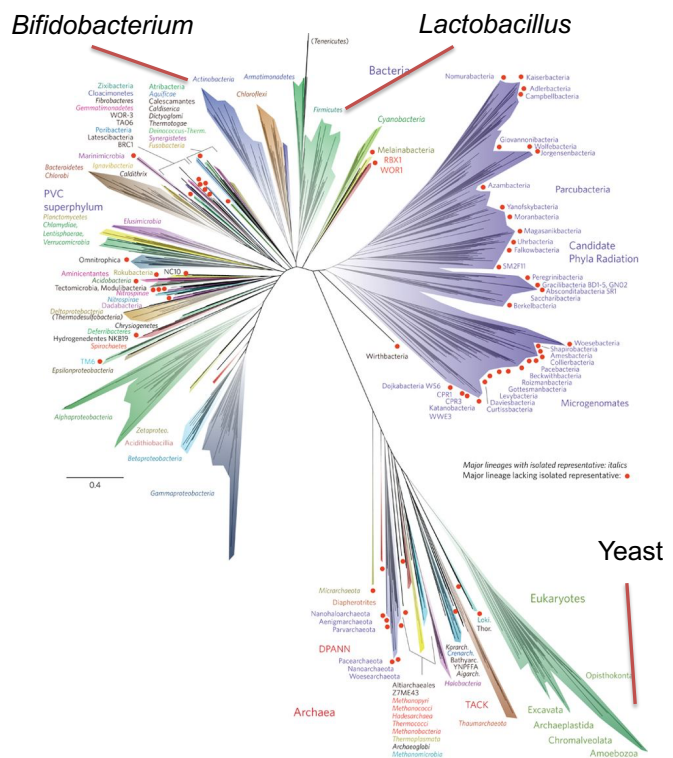 Bifidobacterium
Lactobacillus
(Tenericutes)
Bacteria
Actinobacteria
Armatimonadetes
Nomurabacteria
Kaiserbacteria
Zixibacteria
Atribacteria
Chloroflexi
Adlerbacteria
Cloacimonetes
Aquificae
Campbellbacteria
Fibrobacteres
Calescamantes
Firmicutes
Gemmatimonadetes
Caldiserica
Cyanobacteria
WOR-3
Dictyoglomi
TA06
Thermotogae
Poribacteria
Deinococcus-Therm.
Latescibacteria
Synergistetes
Giovannonibacteria
BRC1
Fusobacteria
Wolfebacteria
Melainabacteria
Jorgensenbacteria
Marinimicrobia
RBX1
Bacteroidetes
Ignavibacteria
WOR1
Chlorobi
Caldithrix
Azambacteria
Parcubacteria
PVC
superphylum
Yanofskybacteria
Planctomycetes
Moranbacteria
Chlamydiae,
Elusimicrobia
Lentisphaerae,
Magasanikbacteria
Verrucomicrobia
Uhrbacteria
Candidate
Falkowbacteria
Phyla Radiation
Omnitrophica
SM2F11
Aminicentantes
Rokubacteria
NC10
Peregrinibacteria
Acidobacteria
Gracilibacteria BD1-5, GN02
Tectomicrobia, Modulibacteria
Absconditabacteria SR1
Nitrospinae
Saccharibacteria
Nitrospirae
Berkelbacteria
Dadabacteria
Deltaproteobacteria
(Thermodesulfobacteria)
Chrysiogenetes
Deferribacteres
Hydrogenedentes NKB19
Woesebacteria
Spirochaetes
Shapirobacteria
Wirthbacteria
Amesbacteria
TM6
Collierbacteria
Epsilonproteobacteria
Pacebacteria
Beckwithbacteria
Dojkabacteria WS6
Roizmanbacteria
CPR1
Gottesmanbacteria
CPR3
Levybacteria
Microgenomates
Katanobacteria
Daviesbacteria
WWE3
Curtissbacteria
Alphaproteobacteria
Zetaproteo.
Acidithiobacillia
Betaproteobacteria
Major lineages with isolated representative: italics
Major lineage lacking isolated representative:
0.4
Gammaproteobacteria
Yeast
Micrarchaeota
Eukaryotes
Diapherotrites
Nanohaloarchaeota
Loki.
Aenigmarchaeota
Thor.
Parvarchaeota
DPANN
Korarch.
Crenarch.
Pacearchaeota
Bathyarc.
Nanoarchaeota
YNPFFA
Opisthokonta
Woesearchaeota
Aigarch.
Altiarchaeales
Halobacteria
Z7ME43
Methanopyri
TACK
Methanococci
Excavata
Archaea
Hadesarchaea
Thermococci
Thaumarchaeota
Archaeplastida
Methanobacteria
Thermoplasmata
Chromalveolata
Archaeoglobi
Methanomicrobia
Amoebozoa